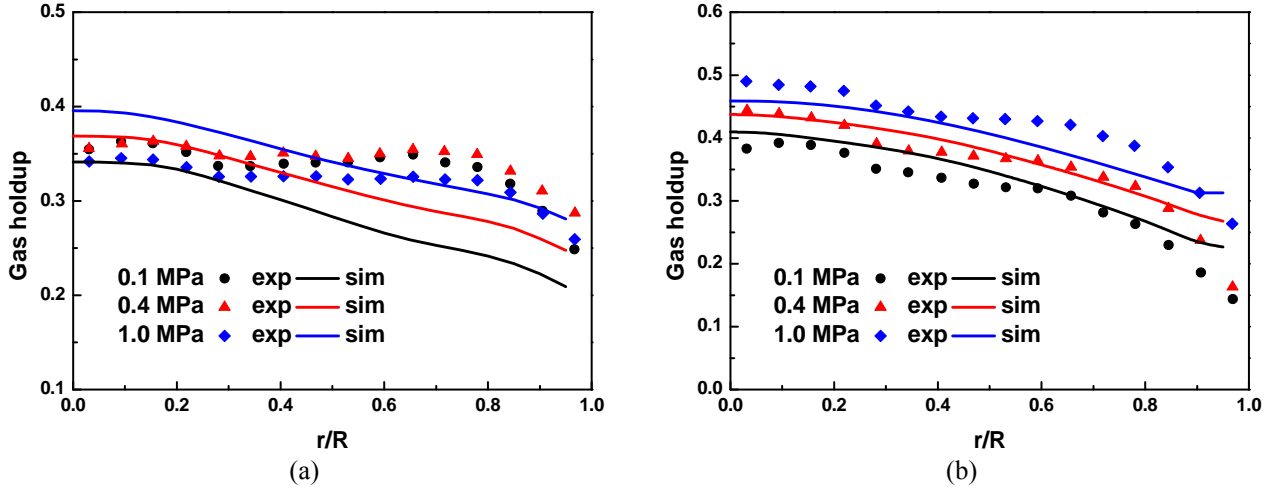 0.5
0.4
0.3
0.2
0.1
Gas holdup
0.1 MPa exp sim
0.4 MPa exp sim
1.0 MPa exp sim
0.0 0.2 0.4 0.6 0.8 1.0
r/R
(a)
0.6
0.5
0.4
0.3
0.2
0.1
0.0
Gas holdup
0.1 MPa exp sim
0.4 MPa exp sim
1.0 MPa exp sim
0.0 0.2 0.4 0.6 0.8 1.0
r/R
(b)